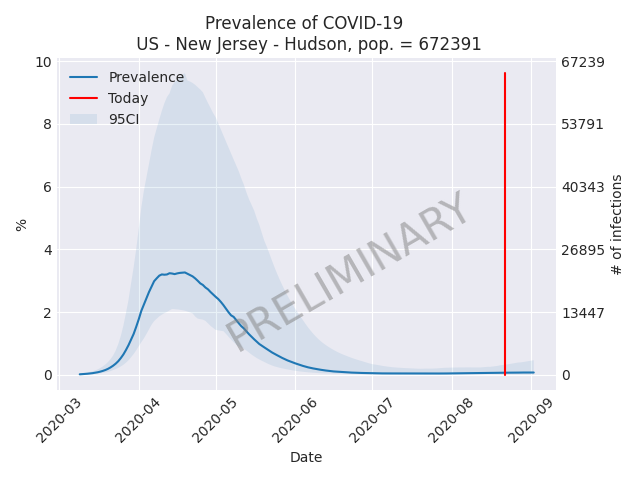 Prevalence of COVID-19
US - New Jersey - Hudson, pop. = 672391
10
8
6
4
2
0
%
Prevalence
Today
95CI
PRELIMINARY
67239
53791
40343
26895
13447
0
# of infections
2020-03
2020-04
2020-05
2020-06
2020-07
2020-08
2020-09
Date